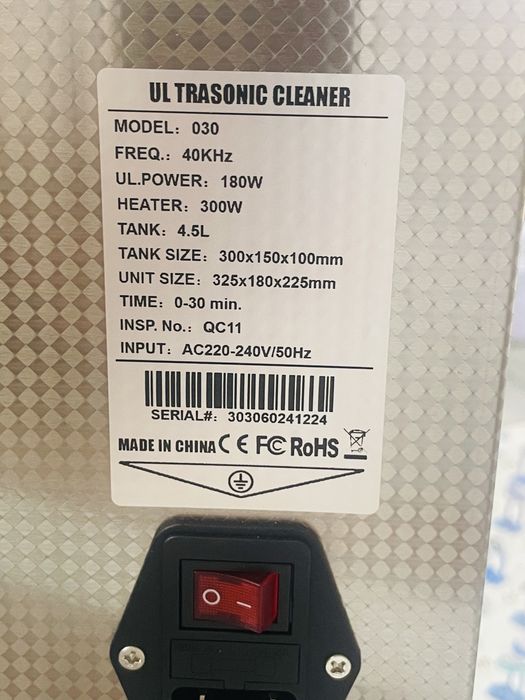 UL TRASONIC CLEANER
MODEL: 030
FREQ.: 40KHz
UL.POWER: 180W
HEATER: 300W
TANK: 4.5L
TANK SIZE: 300x150x100mm
UNIT SIZE: 325x180x225mm
TIME: 0-30 min.
INSP. No.: QC11
INPUT: AC220-240V/50Hz
SERIAL#: 303060241224
MADE IN CHINA CE FC RoHS
O –